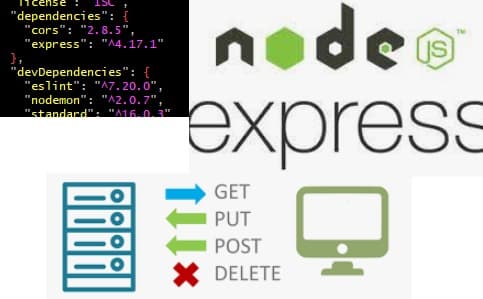 "license": "ISC",
"dependencies": {
"cors": "2.8.5",
"express": "^4.17.1"
},
"devDependencies": {
"eslint": "^7.20.0",
"nodemon": "^2.0.7",
"standard": "^16.0.3"
node
JS™
express
GET
PUT
POST
DELETE